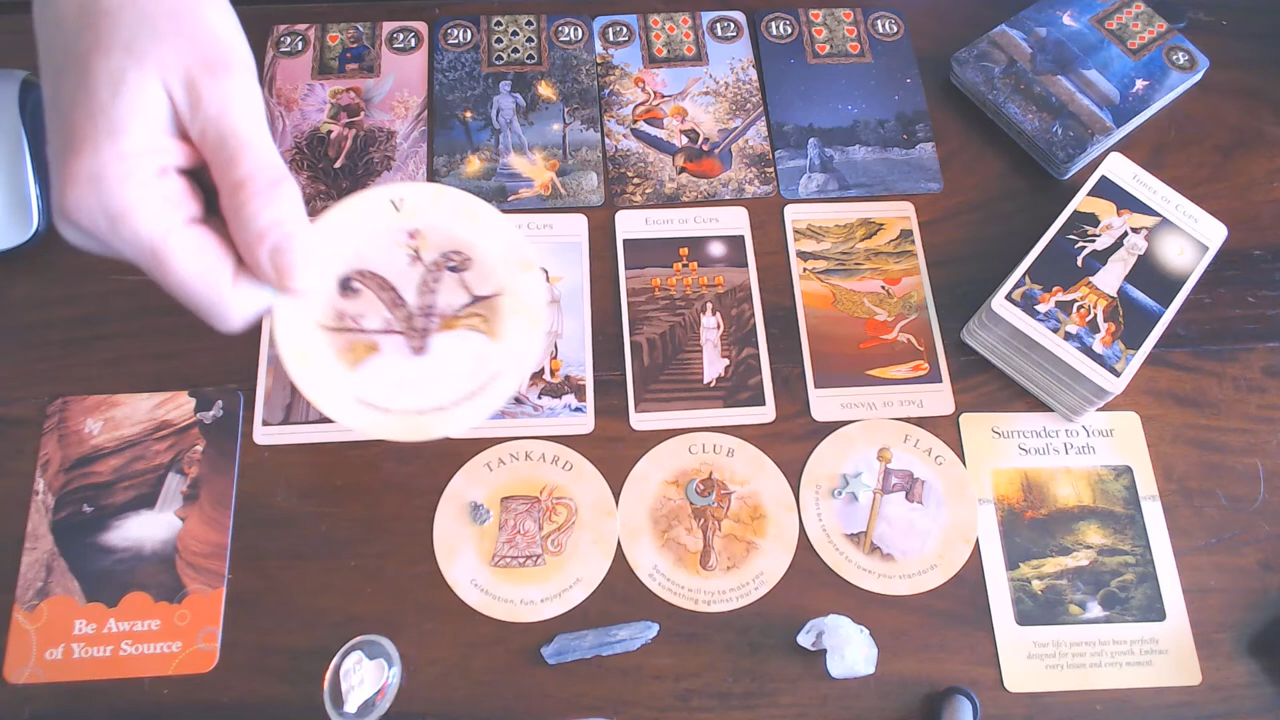 24 24
20 20
12 12
16 16
8
OF CUPS
EIGHT OF CUPS
PAGE OF WANDS
THREE OF CUPS
V
TANKARD
Celebration, fun, enjoyment.
CLUB
Someone will try to make you
do something against your will.
FLAG
Do not be tempted to lower your standards.
Surrender to Your
Soul's Path
Your life's journey has been perfectly
designed for your soul's growth. Embrace
every lesson and every moment.
Be Aware
of Your Source